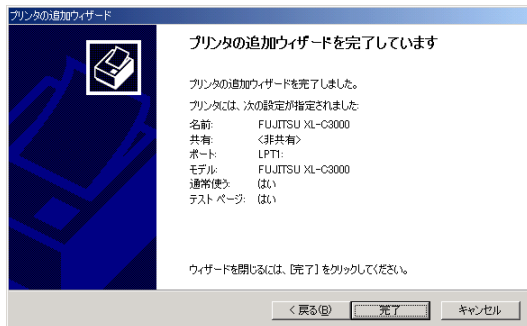 プリンタの追加ウィザード
プリンタの追加ウィザードを完了しています
プリンタの追加ウィザードを完了しました。
プリンタには、次の設定が指定されました:
名前: FUJITSU XL-C3000
共有: <非共有>
ポート: LPT1:
モデル: FUJITSU XL-C3000
通常使う: はい
テスト ページ: はい
ウィザードを閉じるには、[完了] をクリックしてください。
< 戻る(B) 完了 キャンセル